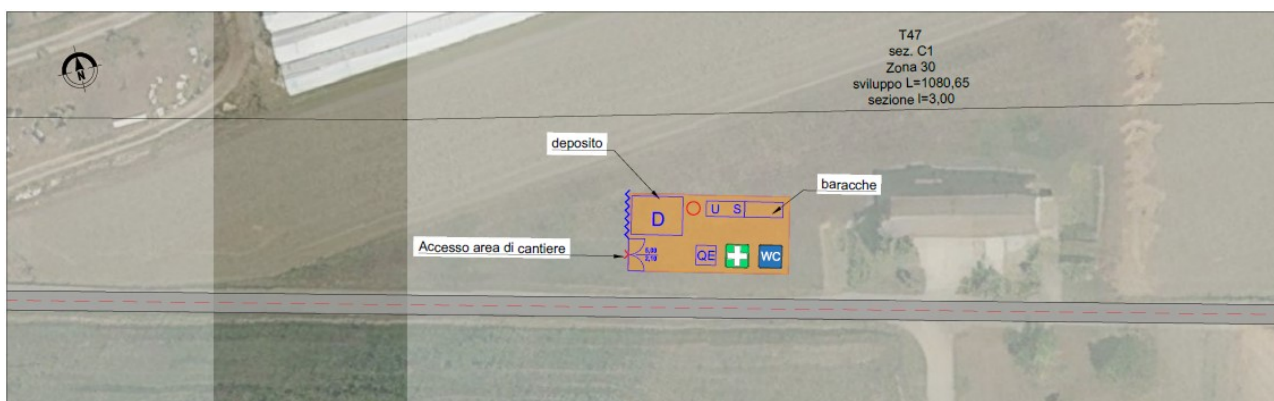 N
T47
sez. C1
Zona 30
sviluppo L=1080,65
sezione l=3,00
deposito
baracche
D
U S
Accesso area di cantiere
QE
WC